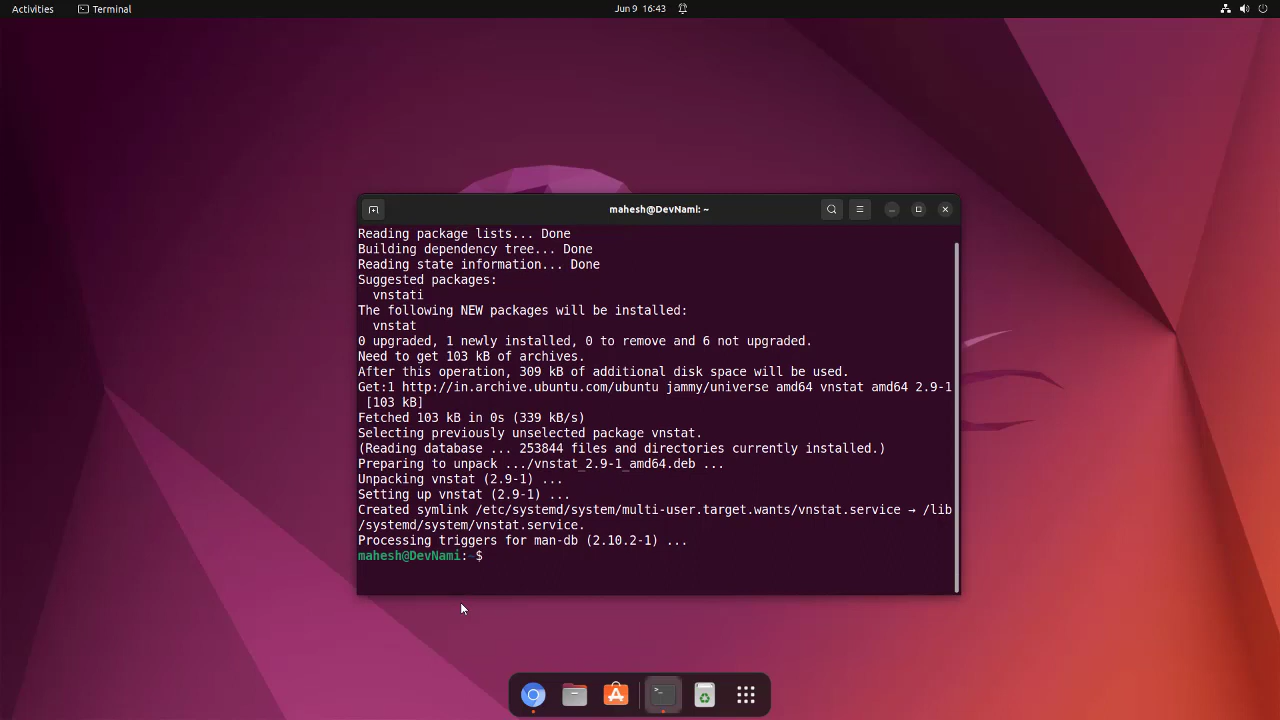 Activities
Terminal
Jun 9 16:43
mahesh@DevNami: ~
Reading package lists... Done
Building dependency tree... Done
Reading state information... Done
Suggested packages:
  vnstati
The following NEW packages will be installed:
  vnstat
0 upgraded, 1 newly installed, 0 to remove and 6 not upgraded.
Need to get 103 kB of archives.
After this operation, 309 kB of additional disk space will be used.
Get:1 http://in.archive.ubuntu.com/ubuntu jammy/universe amd64 vnstat amd64 2.9-1
 [103 kB]
Fetched 103 kB in 0s (339 kB/s)
Selecting previously unselected package vnstat.
(Reading database ... 253844 files and directories currently installed.)
Preparing to unpack .../vnstat_2.9-1_amd64.deb ...
Unpacking vnstat (2.9-1) ...
Setting up vnstat (2.9-1) ...
Created symlink /etc/systemd/system/multi-user.target.wants/vnstat.service → /lib
/systemd/system/vnstat.service.
Processing triggers for man-db (2.10.2-1) ...
mahesh@DevNami:~$